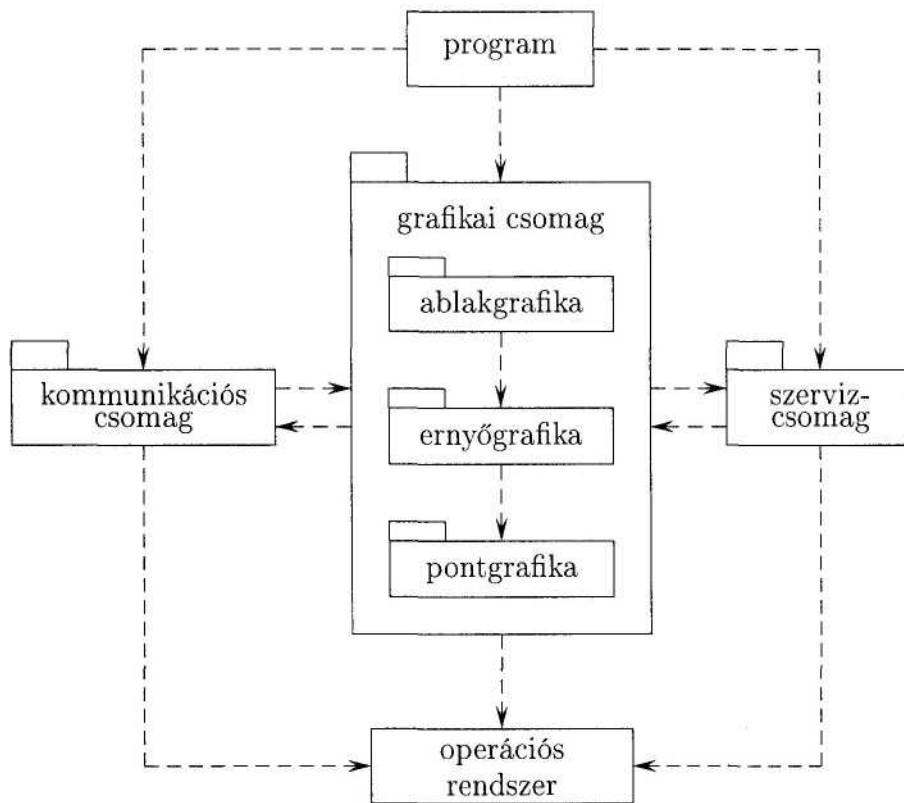 program
grafikai csomag
ablakgrafika
kommunikációs
csomag
ernyőgrafika
szerviz-
csomag
pontgrafika
operációs
rendszer